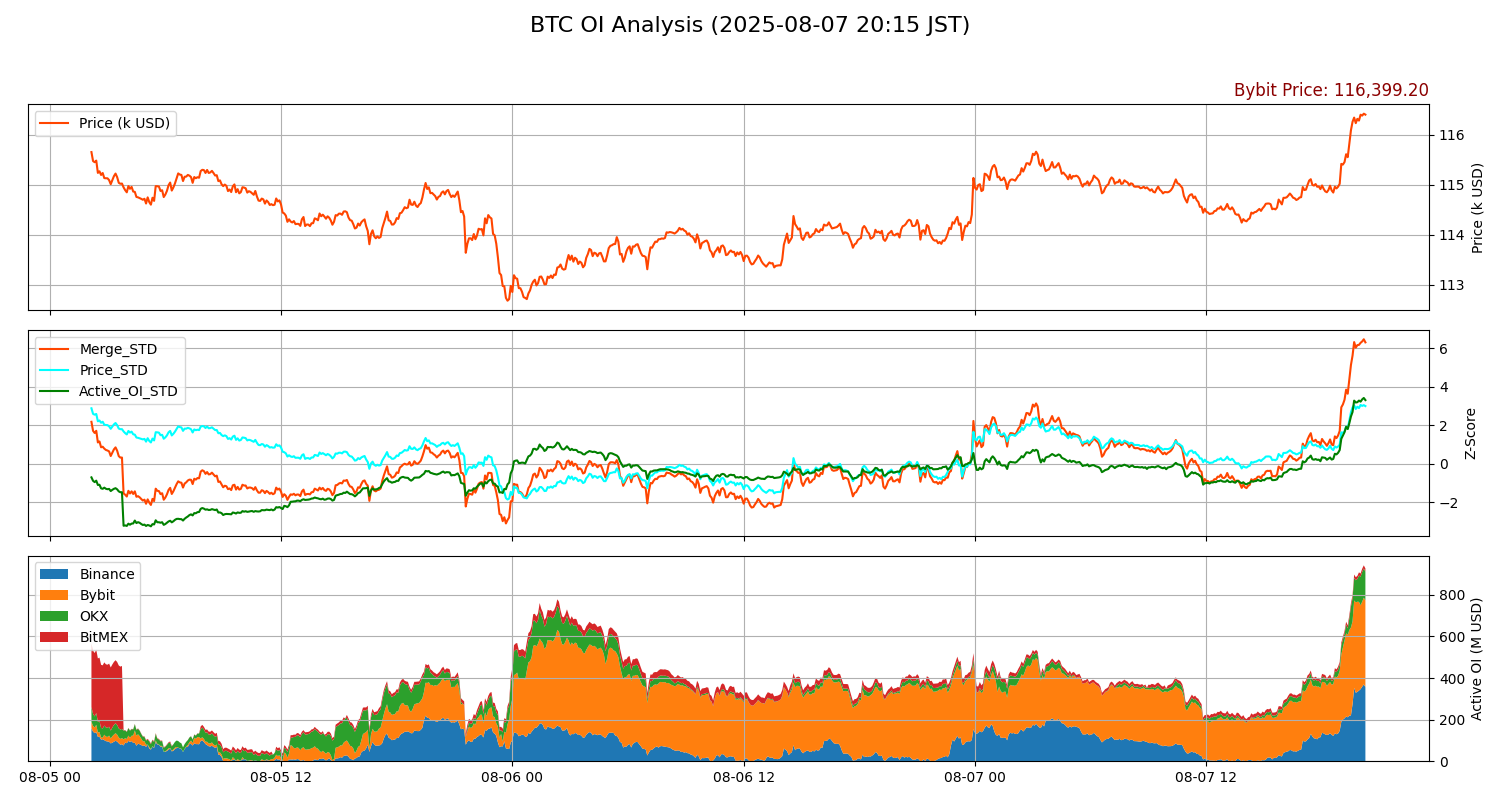 BTC OI Analysis (2025-08-07 20:15 JST)
Bybit Price: 116,399.20
Price (k USD)
116
115
114
113
Price (k USD)
Merge_STD
Price_STD
Active_OI_STD
6
4
2
0
−2
Z-Score
Binance
Bybit
OKX
BitMEX
800
600
400
200
0
Active OI (M USD)
08-05 00
08-05 12
08-06 00
08-06 12
08-07 00
08-07 12